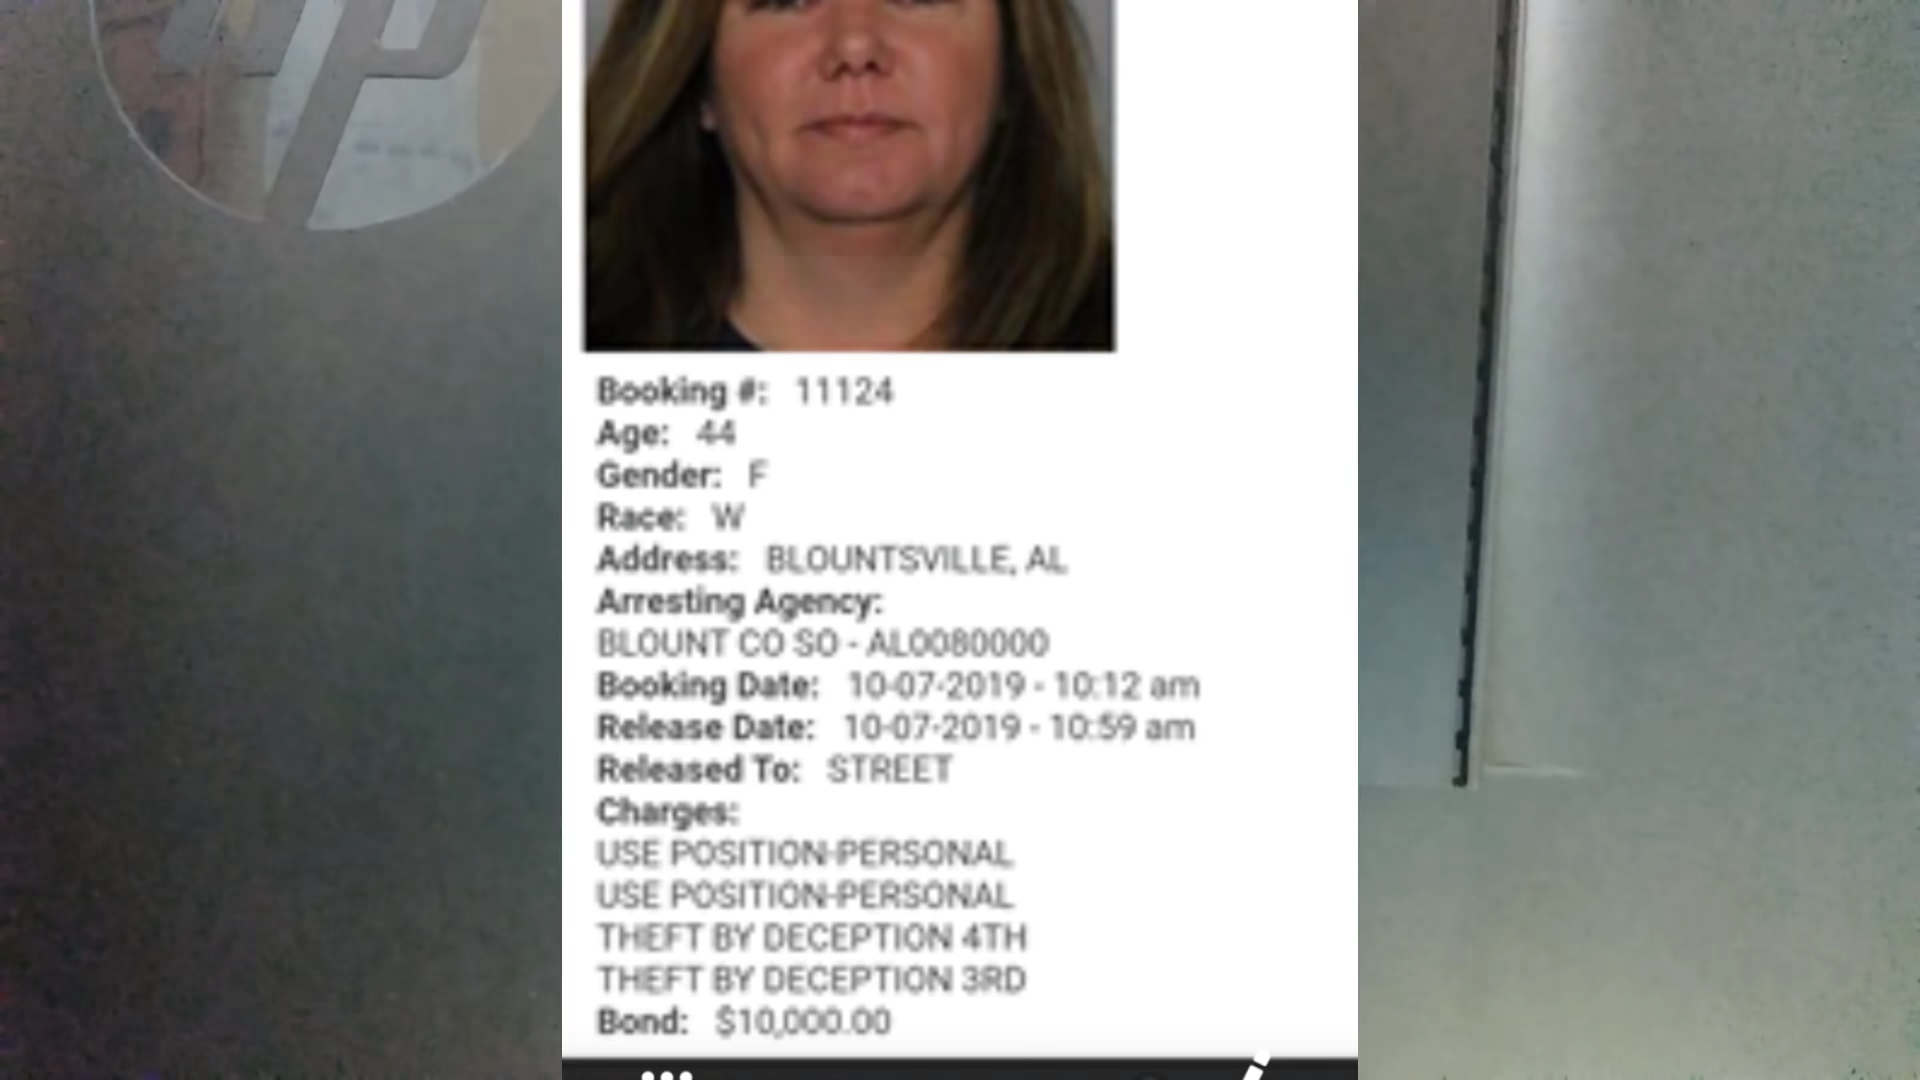 hp
Booking #: 11124
Age: 44
Gender: F
Race: W
Address: BLOUNTSVILLE, AL
Arresting Agency:
BLOUNT CO SO - AL0080000
Booking Date: 10-07-2019 - 10:12 am
Release Date: 10-07-2019 - 10:59 am
Released To: STREET
Charges:
USE POSITION-PERSONAL
USE POSITION-PERSONAL
THEFT BY DECEPTION 4TH
THEFT BY DECEPTION 3RD
Bond: $10,000.00